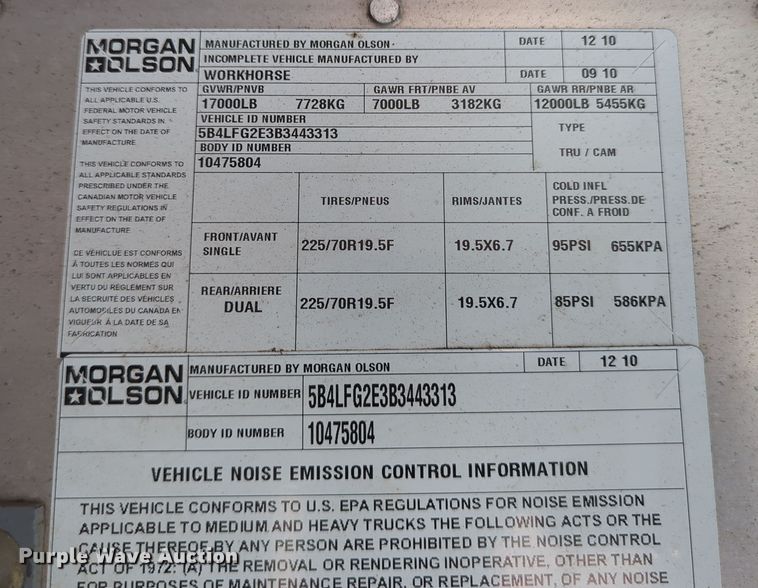 MORGAN
OLSON
MANUFACTURED BY MORGAN OLSON DATE 12 10
INCOMPLETE VEHICLE MANUFACTURED BY
WORKHORSE DATE 09 10
GVWR/PNVB GAWR FRT/PNBE AV GAWR RR/PNBE AR
17000LB 7728KG 7000LB 3182KG 12000LB 5455KG
VEHICLE ID NUMBER
5B4LFG2E3B3443313
BODY ID NUMBER
10475804
TYPE
TRU / CAM
THIS VEHICLE CONFORMS TO
ALL APPLICABLE U.S.
FEDERAL MOTOR VEHICLE
SAFETY STANDARDS IN
EFFECT ON THE DATE OF
MANUFACTURE
THIS VEHICLE CONFORMS TO
ALL APPLICABLE STANDARDS
PRESCRIBED UNDER THE
CANADIAN MOTOR VEHICLE
SAFETY REGULATIONS IN
EFFECT ON THE DATE OF
MANUFACTURE
CE VÉHICLUE EST CONFORMS
À TOUTES LES NORMES QUI
LUI SONT APPLICABLES EN
VERTU DU RÉGLEMENT SUR
LA SECRUITÉ DES VÉHICLES
AUTOMOBILES DU CANADA EN
VIGUEUR À LA DATE DE SA
FABRICATION
TIRES/PNEUS RIMS/JANTES COLD INFL
PRESS./PRESS.DE
CONF. A FROID
FRONT/AVANT
SINGLE 225/70R19.5F 19.5X6.7 95PSI 655KPA
REAR/ARRIERE
DUAL 225/70R19.5F 19.5X6.7 85PSI 586KPA
MORGAN
OLSON
MANUFACTURED BY MORGAN OLSON DATE 12 10
VEHICLE ID NUMBER 5B4LFG2E3B3443313
BODY ID NUMBER 10475804
VEHICLE NOISE EMISSION CONTROL INFORMATION
THIS VEHICLE CONFORMS TO U.S. EPA REGULATIONS FOR NOISE EMISSION
APPLICABLE TO MEDIUM AND HEAVY TRUCKS THE FOLLOWING ACTS OR THE
CAUSE THEREOF BY ANY PERSON ARE PROHIBITED BY THE NOISE CONTROL
ACT OF 1972: (A) THE REMOVAL OR RENDERING INOPERATIVE, OTHER THAN
FOR PURPOSES OF MAINTENANCE REPAIR, OR REPLACEMENT, OF ANY NOISE
Purple Wave Auction